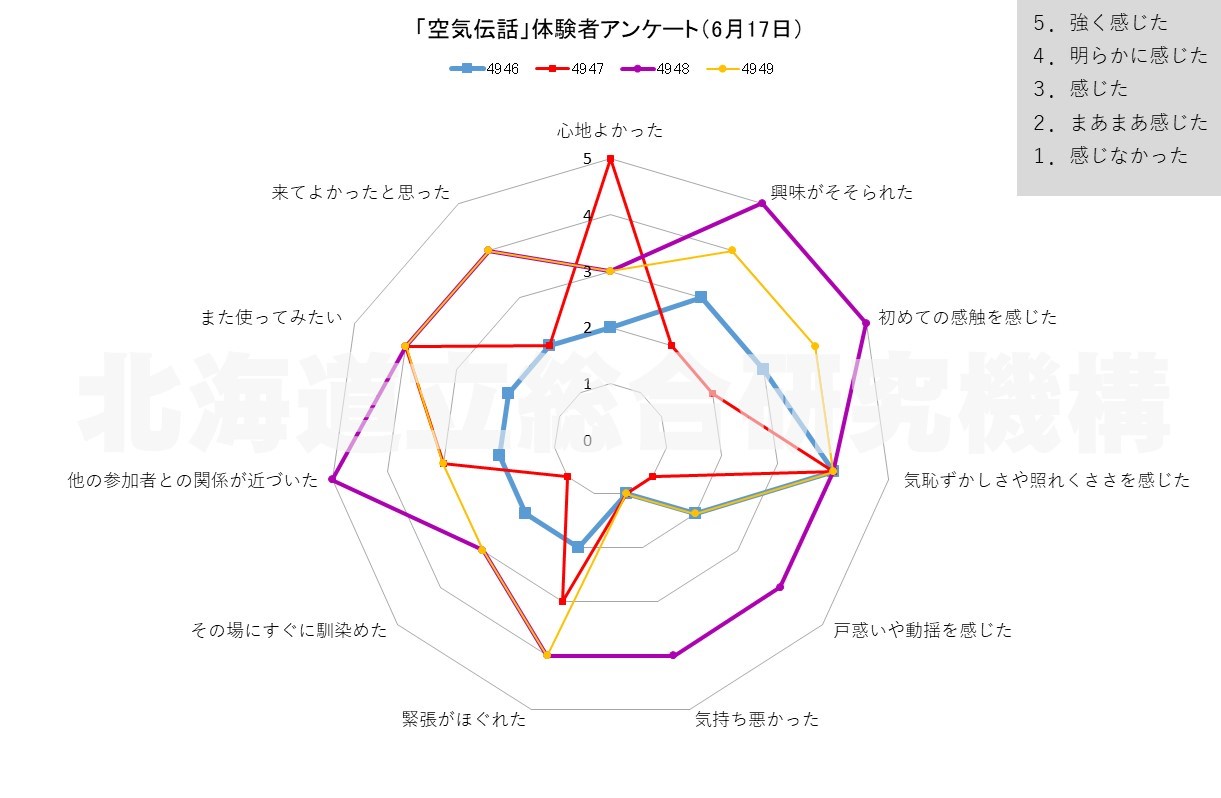 「空気伝話」体験者アンケート（6月17日）
4946 4947 4948 4949
5．強く感じた
4．明らかに感じた
3．感じた
2．まあまあ感じた
1．感じなかった
心地よかった
興味がそそられた
初めての感触を感じた
気恥ずかしさや照れくささを感じた
戸惑いや動揺を感じた
気持ち悪かった
緊張がほぐれた
その場にすぐに馴染めた
他の参加者との関係が近づいた
また使ってみたい
来てよかったと思った
5
4
3
2
1
0
北海道立総合研究機構